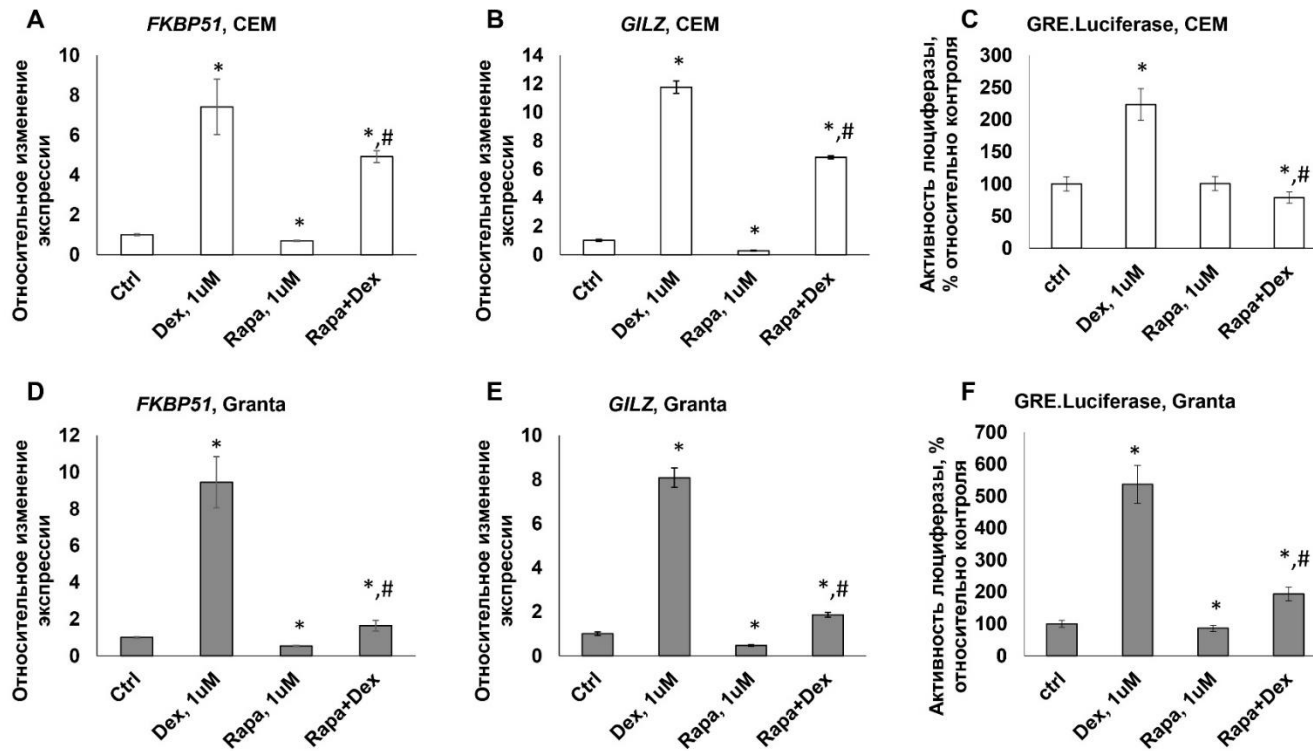 A
FKBP51, CEM
Относительное изменение
экспрессии
10
8
6
4
2
0
*
*
*,#
Ctrl
Dex, 1uM
Rapa, 1uM
Rapa+Dex
B
GILZ, CEM
Относительное изменение
экспрессии
14
12
10
8
6
4
2
0
*
*
*,#
Ctrl
Dex, 1uM
Rapa, 1uM
Rapa+Dex
C
GRE.Luciferase, CEM
Активность люциферазы,
% относительно контроля
300
250
200
150
100
50
0
*
*,#
ctrl
Dex, 1uM
Rapa, 1uM
Rapa+Dex
D
FKBP51, Granta
Относительное изменение
экспрессии
12
10
8
6
4
2
0
*
*
*,#
Ctrl
Dex, 1uM
Rapa, 1uM
Rapa+Dex
E
GILZ, Granta
Относительное изменение
экспрессии
10
8
6
4
2
0
*
*
*,#
Ctrl
Dex, 1uM
Rapa, 1uM
Rapa+Dex
F
GRE.Luciferase, Granta
Активность люциферазы, %
относительно контроля
700
600
500
400
300
200
100
0
*
*
*,#
ctrl
Dex, 1uM
Rapa, 1uM
Rapa+Dex